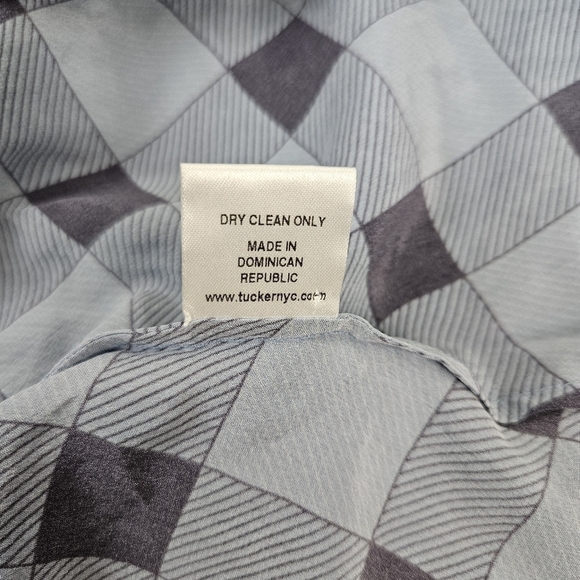 DRY CLEAN ONLY
MADE IN
DOMINICAN
REPUBLIC
www.tuckernyc.com